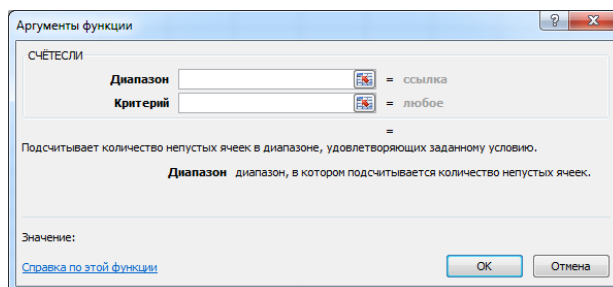 Аргументы функции
СЧЁТЕСЛИ
Диапазон = ссылка
Критерий = любое
=
Подсчитывает количество непустых ячеек в диапазоне, удовлетворяющих заданному условию.
Диапазон диапазон, в котором подсчитывается количество непустых ячеек.
Значение:
Справка по этой функции OK Отмена